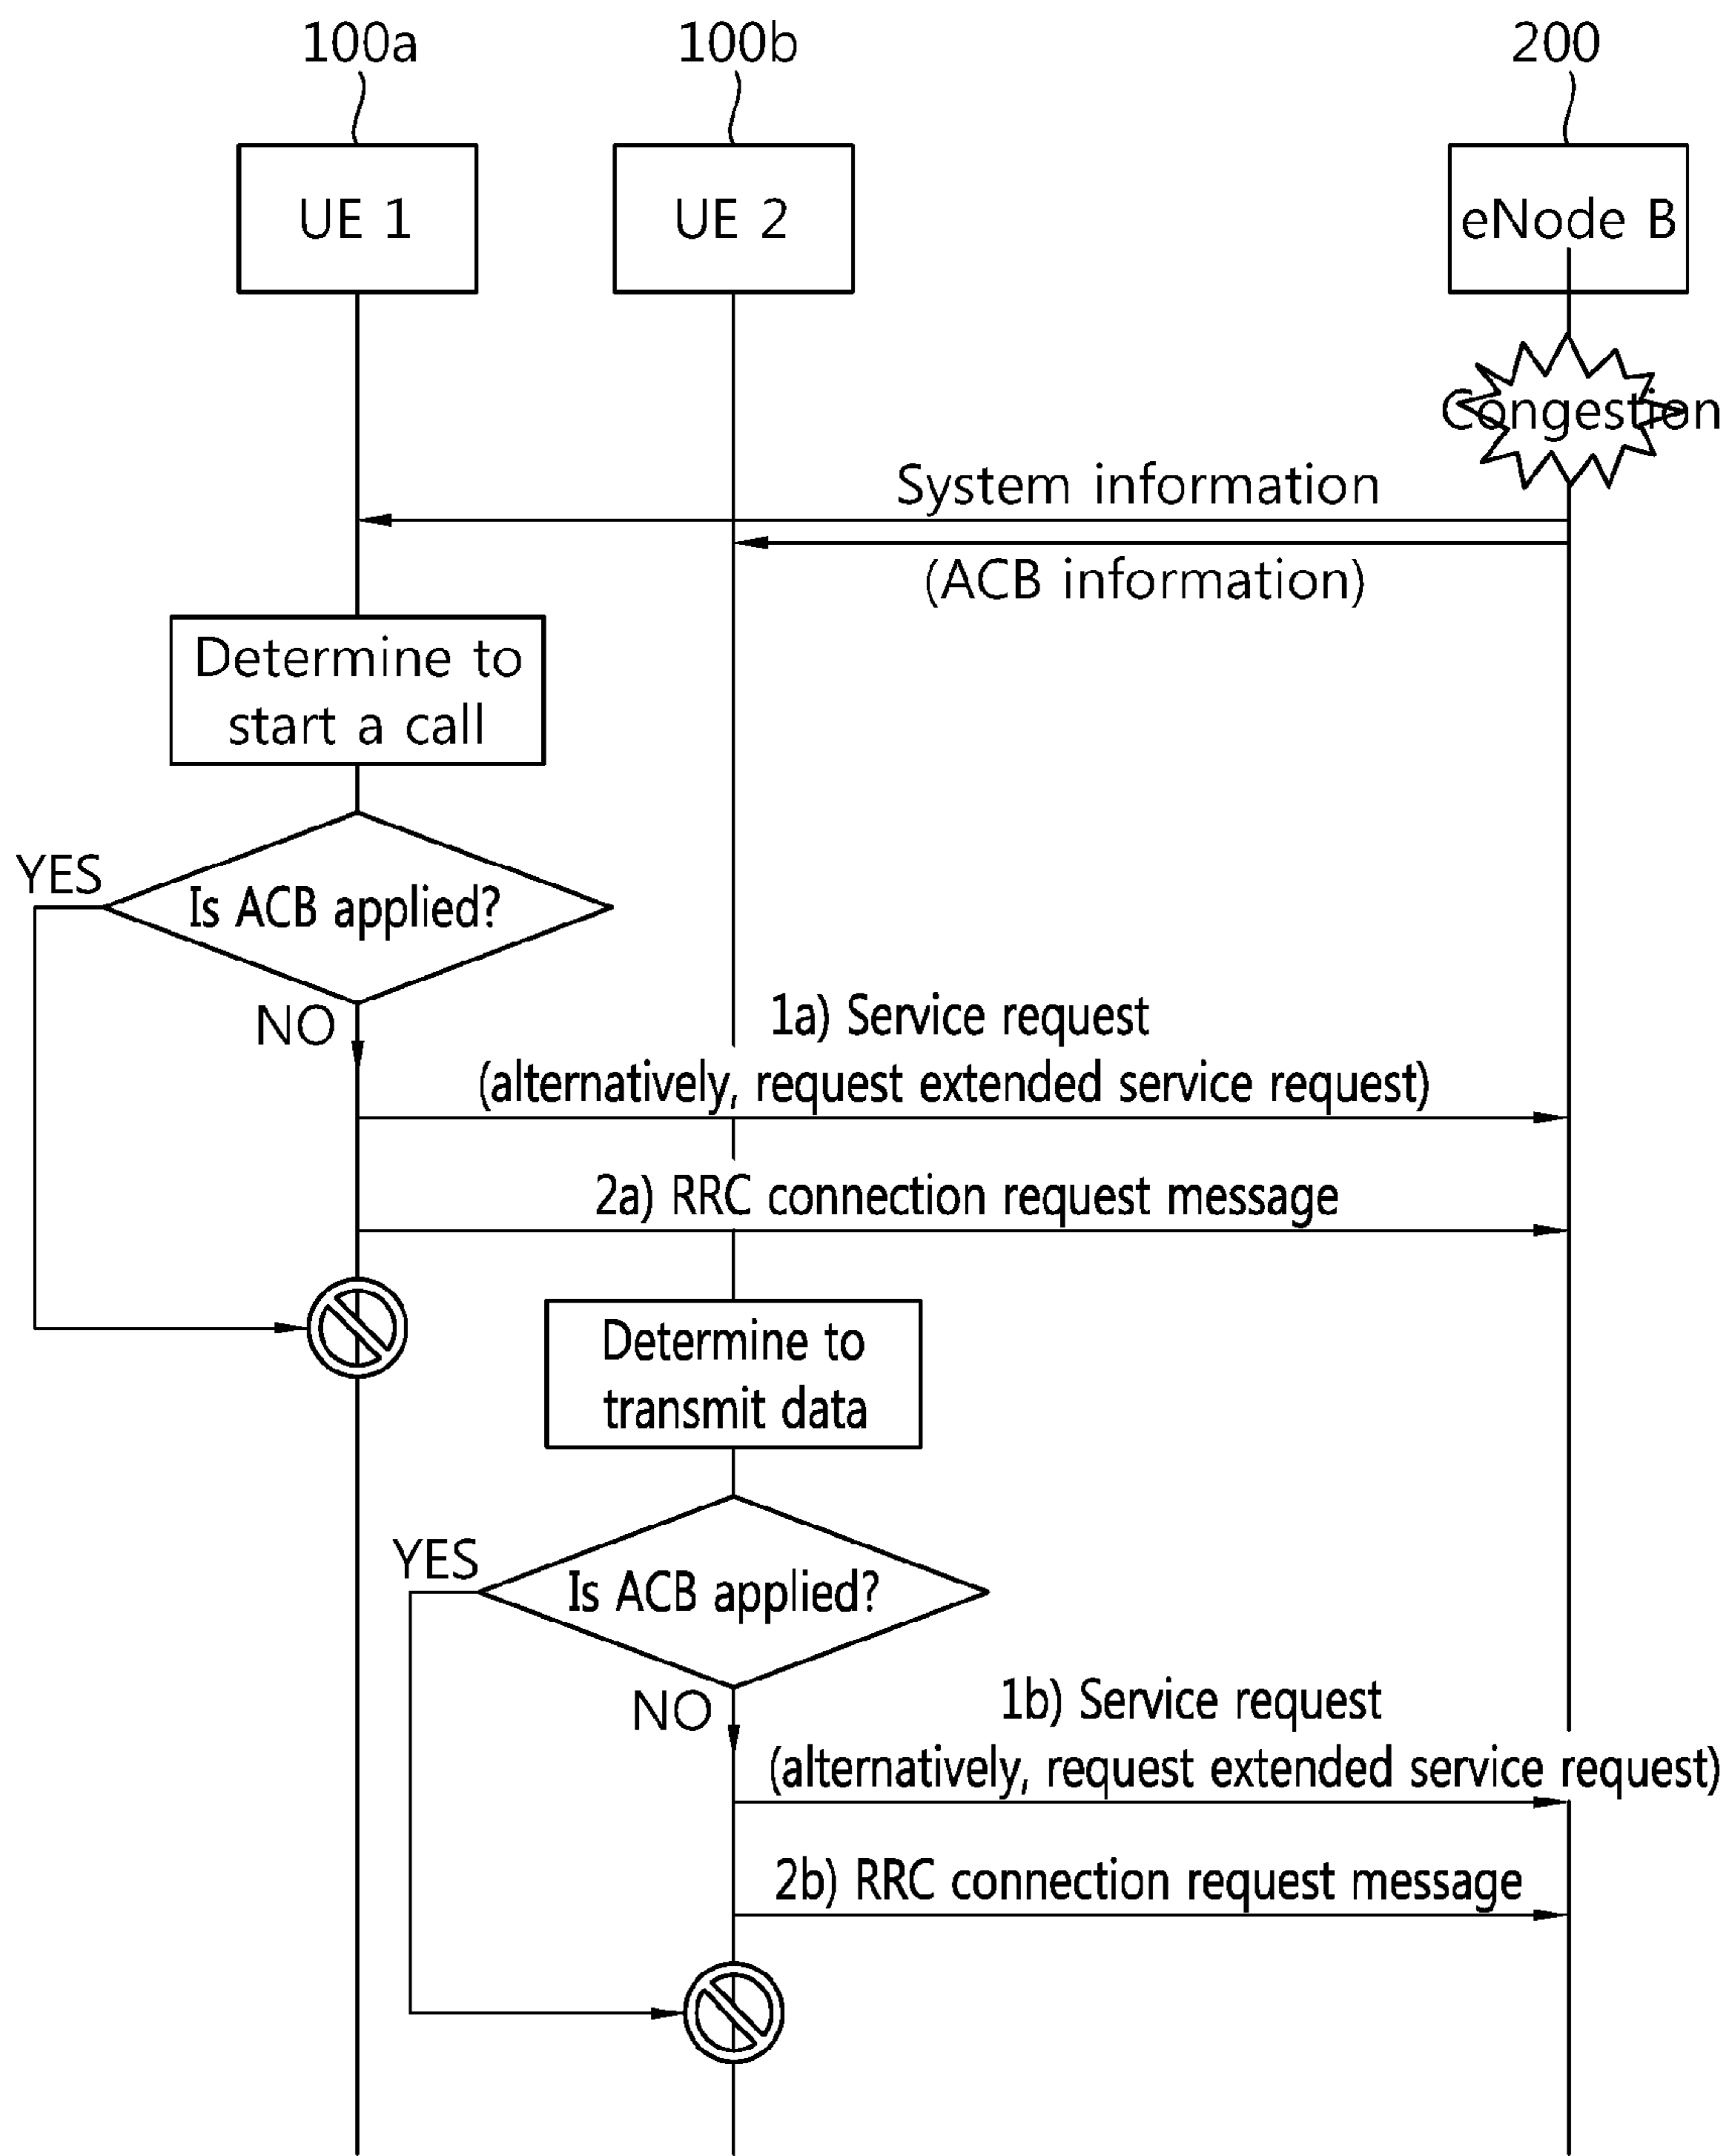 100a
100b
200
UE 1
UE 2
eNode B
Congestion
System information
(ACB information)
Determine to
start a call
YES
Is ACB applied?
NO
1a) Service request
(alternatively, request extended service request)
2a) RRC connection request message
Determine to
transmit data
YES
Is ACB applied?
NO
1b) Service request
(alternatively, request extended service request)
2b) RRC connection request message